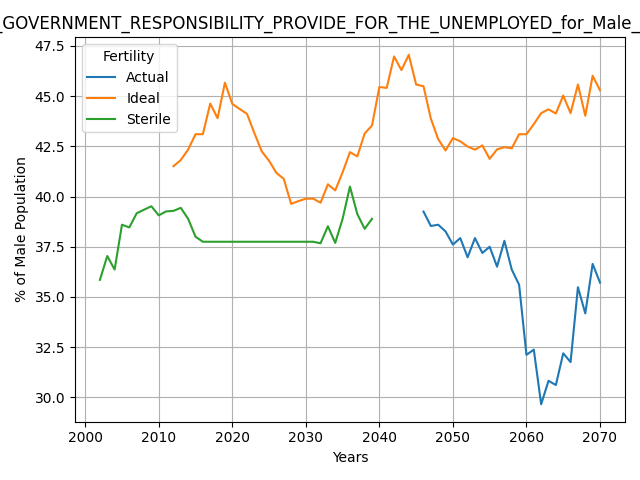 _GOVERNMENT_RESPONSIBILITY_PROVIDE_FOR_THE_UNEMPLOYED_for_Male_
Fertility
Actual
Ideal
Sterile
% of Male Population
47.5
45.0
42.5
40.0
37.5
35.0
32.5
30.0
2000 2010 2020 2030 2040 2050 2060 2070
Years